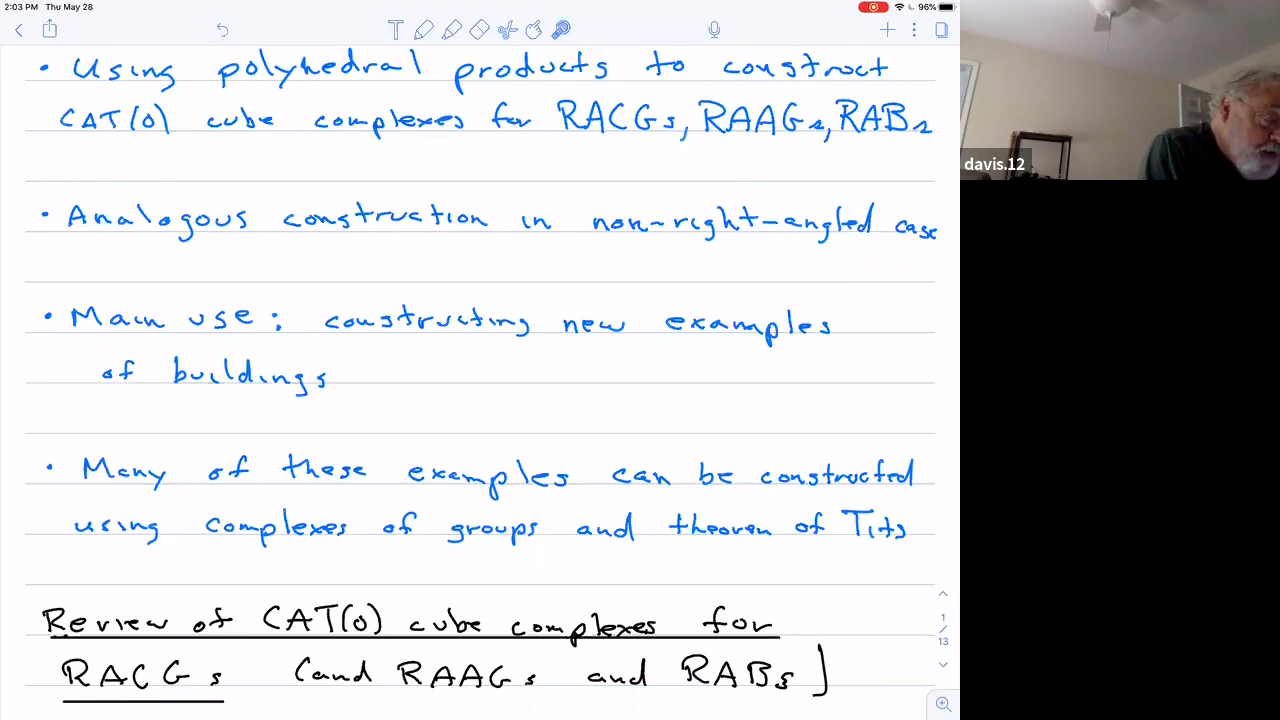 2:03 PM Thu May 28
96%
• Using polyhedral products to construct
CAT(0) cube complexes for RACGs, RAAGs, RABs
• Analogous construction in non-right-angled case
• Main use: constructing new examples
of buildings
• Many of these examples can be constructed
using complexes of groups and theorem of Tits
Review of CAT(0) cube complexes for
RACGs (and RAAGs and RABs)
1
/
13
davis.12